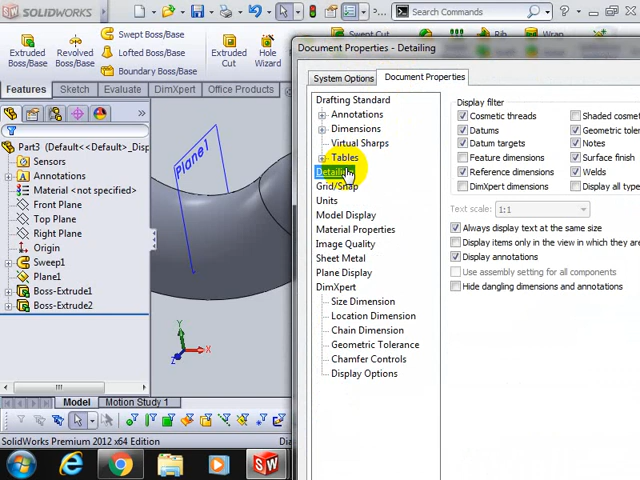 SOLIDWORKS
Search Commands
Extruded Boss/Base
Revolved Boss/Base
Swept Boss/Base
Lofted Boss/Base
Boundary Boss/Base
Extruded Cut
Hole Wizard
Swept Cut
Rib
Wrap
Features
Sketch
Evaluate
DimXpert
Office Products
Part3 (Default<<Default>_Disp
Sensors
Annotations
Material <not specified>
Front Plane
Top Plane
Right Plane
Origin
Sweep1
Plane1
Boss-Extrude1
Boss-Extrude2
Plane1
Y
X
Z
Model
Motion Study 1
SolidWorks Premium 2012 x64 Edition
Document Properties - Detailing
System Options
Document Properties
Drafting Standard
Annotations
Dimensions
Virtual Sharps
Tables
Detailing
Grid/Snap
Units
Model Display
Material Properties
Image Quality
Sheet Metal
Plane Display
DimXpert
Size Dimension
Location Dimension
Chain Dimension
Geometric Tolerance
Chamfer Controls
Display Options
Display filter
Cosmetic threads
Shaded cosmet
Datums
Geometric toler
Datum targets
Notes
Feature dimensions
Surface finish
Reference dimensions
Welds
DimXpert dimensions
Display all type
Text scale:
1:1
Always display text at the same size
Display items only in the view in which they are
Display annotations
Use assembly setting for all components
Hide dangling dimensions and annotations